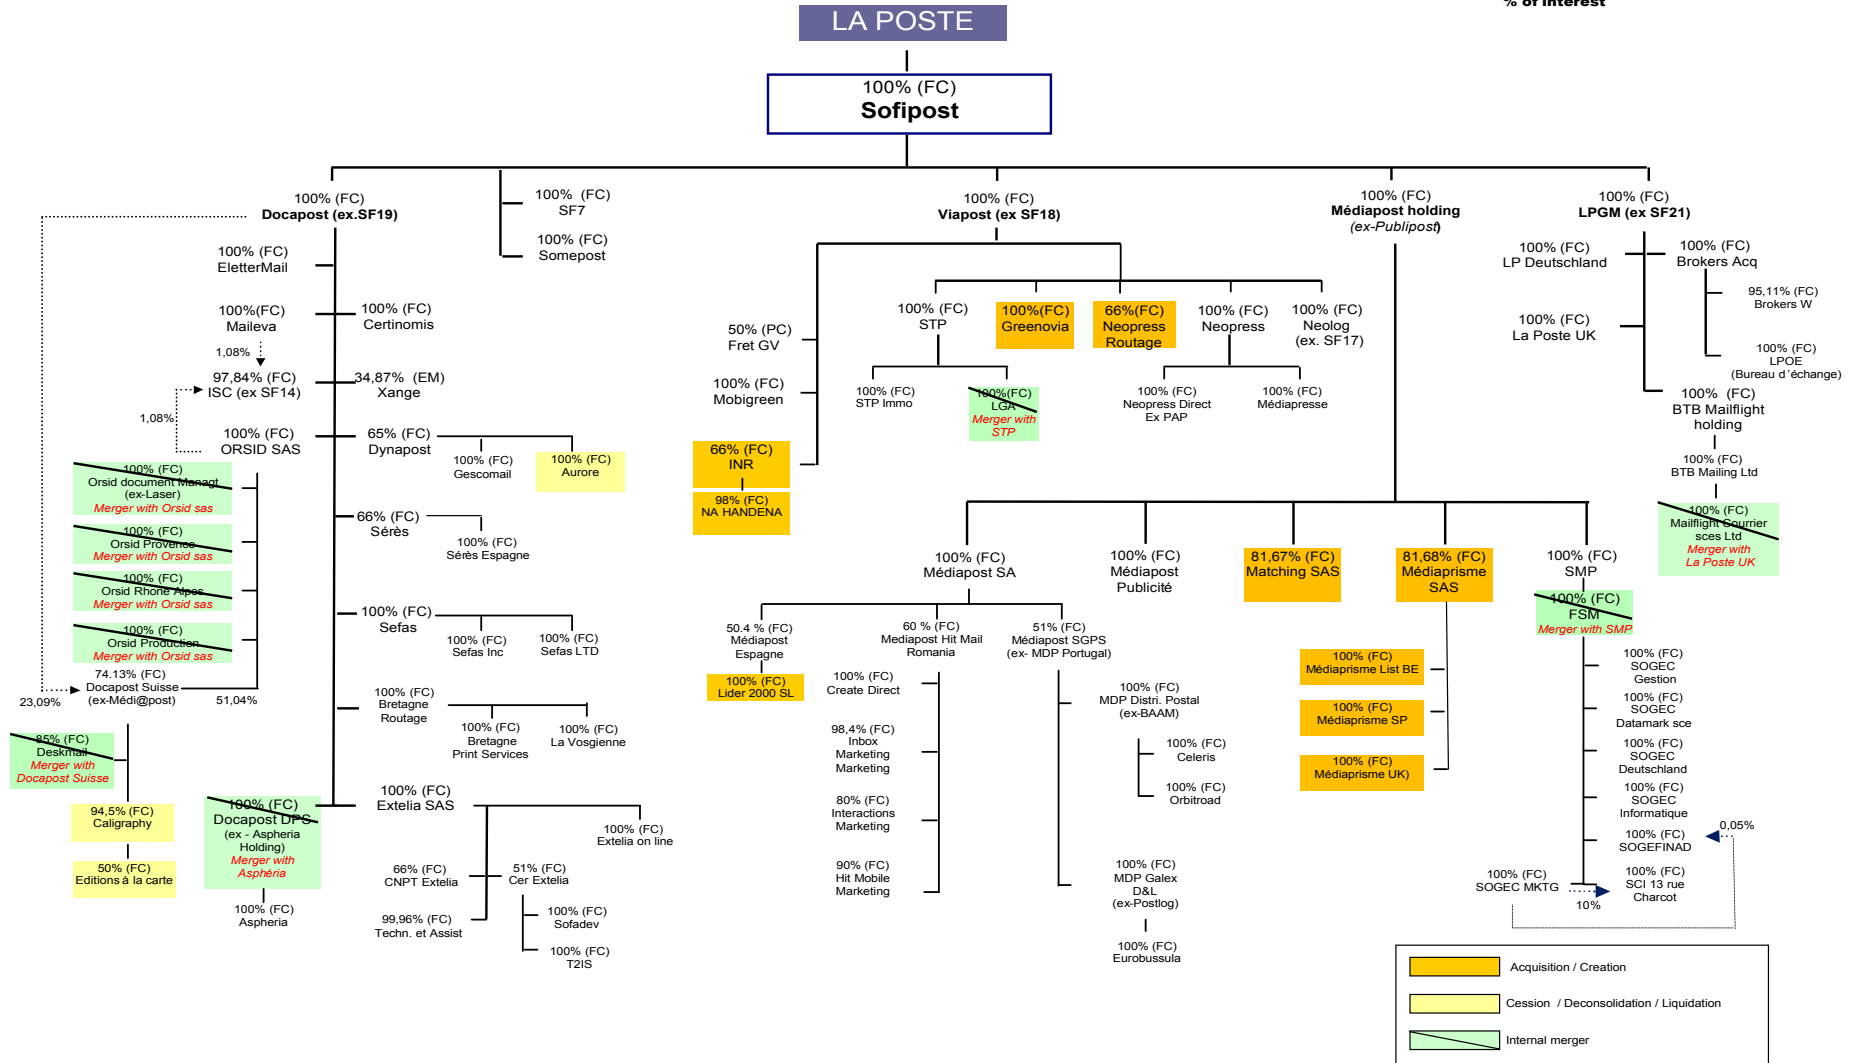 % of interest
LA POSTE
100% (FC)
Sofipost
100% (FC)
Docapost (ex.SF19)
100% (FC)
SF7
100% (FC)
Somepost
100% (FC)
Viapost (ex SF18)
100% (FC)
Médiapost holding
(ex-Publipost)
100% (FC)
LPGM (ex SF21)
100% (FC)
EletterMail
100%(FC)
Maileva
1,08%
100% (FC)
Certinomis
97,84% (FC)
ISC (ex SF14)
34,87% (EM)
Xange
1,08%
100% (FC)
ORSID SAS
65% (FC)
Dynapost
100% (FC)
Gescomail
100% (FC)
Aurore
100% (FC)
Orsid document Managt
(ex-Laser)
Merger with Orsid sas
100% (FC)
Orsid Provence
Merger with Orsid sas
100% (FC)
Orsid Rhone Alpes
Merger with Orsid sas
100% (FC)
Orsid Production
Merger with Orsid sas
66% (FC)
Sérès
100% (FC)
Sérès Espagne
100% (FC)
Sefas
100% (FC)
Sefas Inc
100% (FC)
Sefas LTD
23,09%
74.13% (FC)
Docapost Suisse
(ex-Médi@post)
51,04%
100% (FC)
Bretagne
Routage
100% (FC)
Bretagne
Print Services
100% (FC)
La Vosgienne
85% (FC)
Deskmail
Merger with
Docapost Suisse
94,5% (FC)
Caligraphy
50% (FC)
Editions à la carte
100% (FC)
Docapost DPS
(ex - Aspheria
Holding)
Merger with
Asphéria
100% (FC)
Aspheria
100% (FC)
Extelia SAS
100% (FC)
Extelia on line
66% (FC)
CNPT Extelia
51% (FC)
Cer Extelia
99,96% (FC)
Techn. et Assist
100% (FC)
Sofadev
100% (FC)
T2IS
50% (PC)
Fret GV
100% (FC)
Mobigreen
66% (FC)
INR
98% (FC)
NA HANDENA
100% (FC)
STP
100%(FC)
Greenovia
66%(FC)
Neopress
Routage
100% (FC)
Neopress
100% (FC)
Neolog
(ex. SF17)
100% (FC)
STP Immo
100%(FC)
LGA
Merger with
STP
100% (FC)
Neopress Direct
Ex PAP
100% (FC)
Médiapresse
100% (FC)
Médiapost SA
100% (FC)
Médiapost
Publicité
81,67% (FC)
Matching SAS
81,68% (FC)
Médiaprisme
SAS
100% (FC)
SMP
100% (FC)
FSM
Merger with SMP
50.4 % (FC)
Médiapost
Espagne
100% (FC)
Lider 2000 SL
60 % (FC)
Mediapost Hit Mail
Romania
51% (FC)
Médiapost SGPS
(ex- MDP Portugal)
100% (FC)
Create Direct
98,4% (FC)
Inbox
Marketing
Marketing
80% (FC)
Interactions
Marketing
90% (FC)
Hit Mobile
Marketing
100% (FC)
MDP Distri. Postal
(ex-BAAM)
100% (FC)
Celeris
100% (FC)
Orbitroad
100% (FC)
MDP Galex
D&L
(ex-Postlog)
100% (FC)
Eurobussula
100% (FC)
Médiaprisme List BE
100% (FC)
Médiaprisme SP
100% (FC)
Médiaprisme UK)
100% (FC)
SOGEC
Gestion
100% (FC)
SOGEC
Datamark sce
100% (FC)
SOGEC
Deutschland
100% (FC)
SOGEC
Informatique
100% (FC)
SOGEFINAD
0,05%
100% (FC)
SOGEC MKTG
10%
100% (FC)
SCI 13 rue
Charcot
100% (FC)
LP Deutschland
100% (FC)
Brokers Acq
95,11% (FC)
Brokers W
100% (FC)
La Poste UK
100% (FC)
LPOE
(Bureau d'échange)
100% (FC)
BTB Mailflight
holding
100% (FC)
BTB Mailing Ltd
100% (FC)
Mailflight Courrier
sces Ltd
Merger with
La Poste UK
Acquisition / Creation
Cession / Deconsolidation / Liquidation
Internal merger